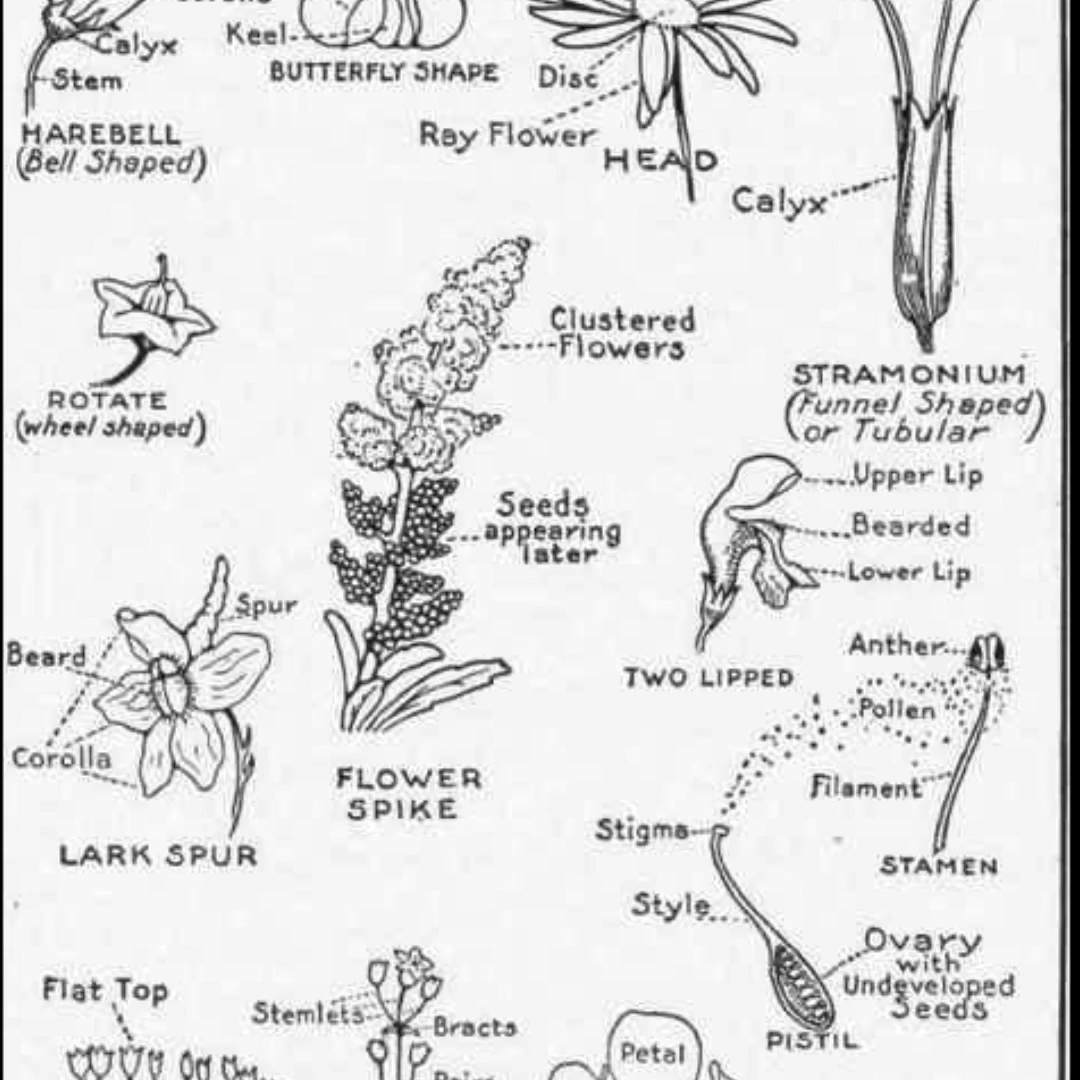 Calyx
Stem
HAREBELL
(Bell Shaped)
Keel
BUTTERFLY SHAPE
Disc
Ray Flower
HEAD
Calyx
STRAMONIUM
(Funnel Shaped)
or Tubular
ROTATE
(wheel shaped)
Clustered
Flowers
Seeds
appearing
later
FLOWER
SPIKE
Upper Lip
Bearded
Lower Lip
TWO LIPPED
Spur
Beard
Corolla
LARK SPUR
Anther
Pollen
Filament
STAMEN
Stigma
Style
Ovary
with
Undeveloped
Seeds
PISTIL
Flat Top
Stemlets
Bracts
Petal